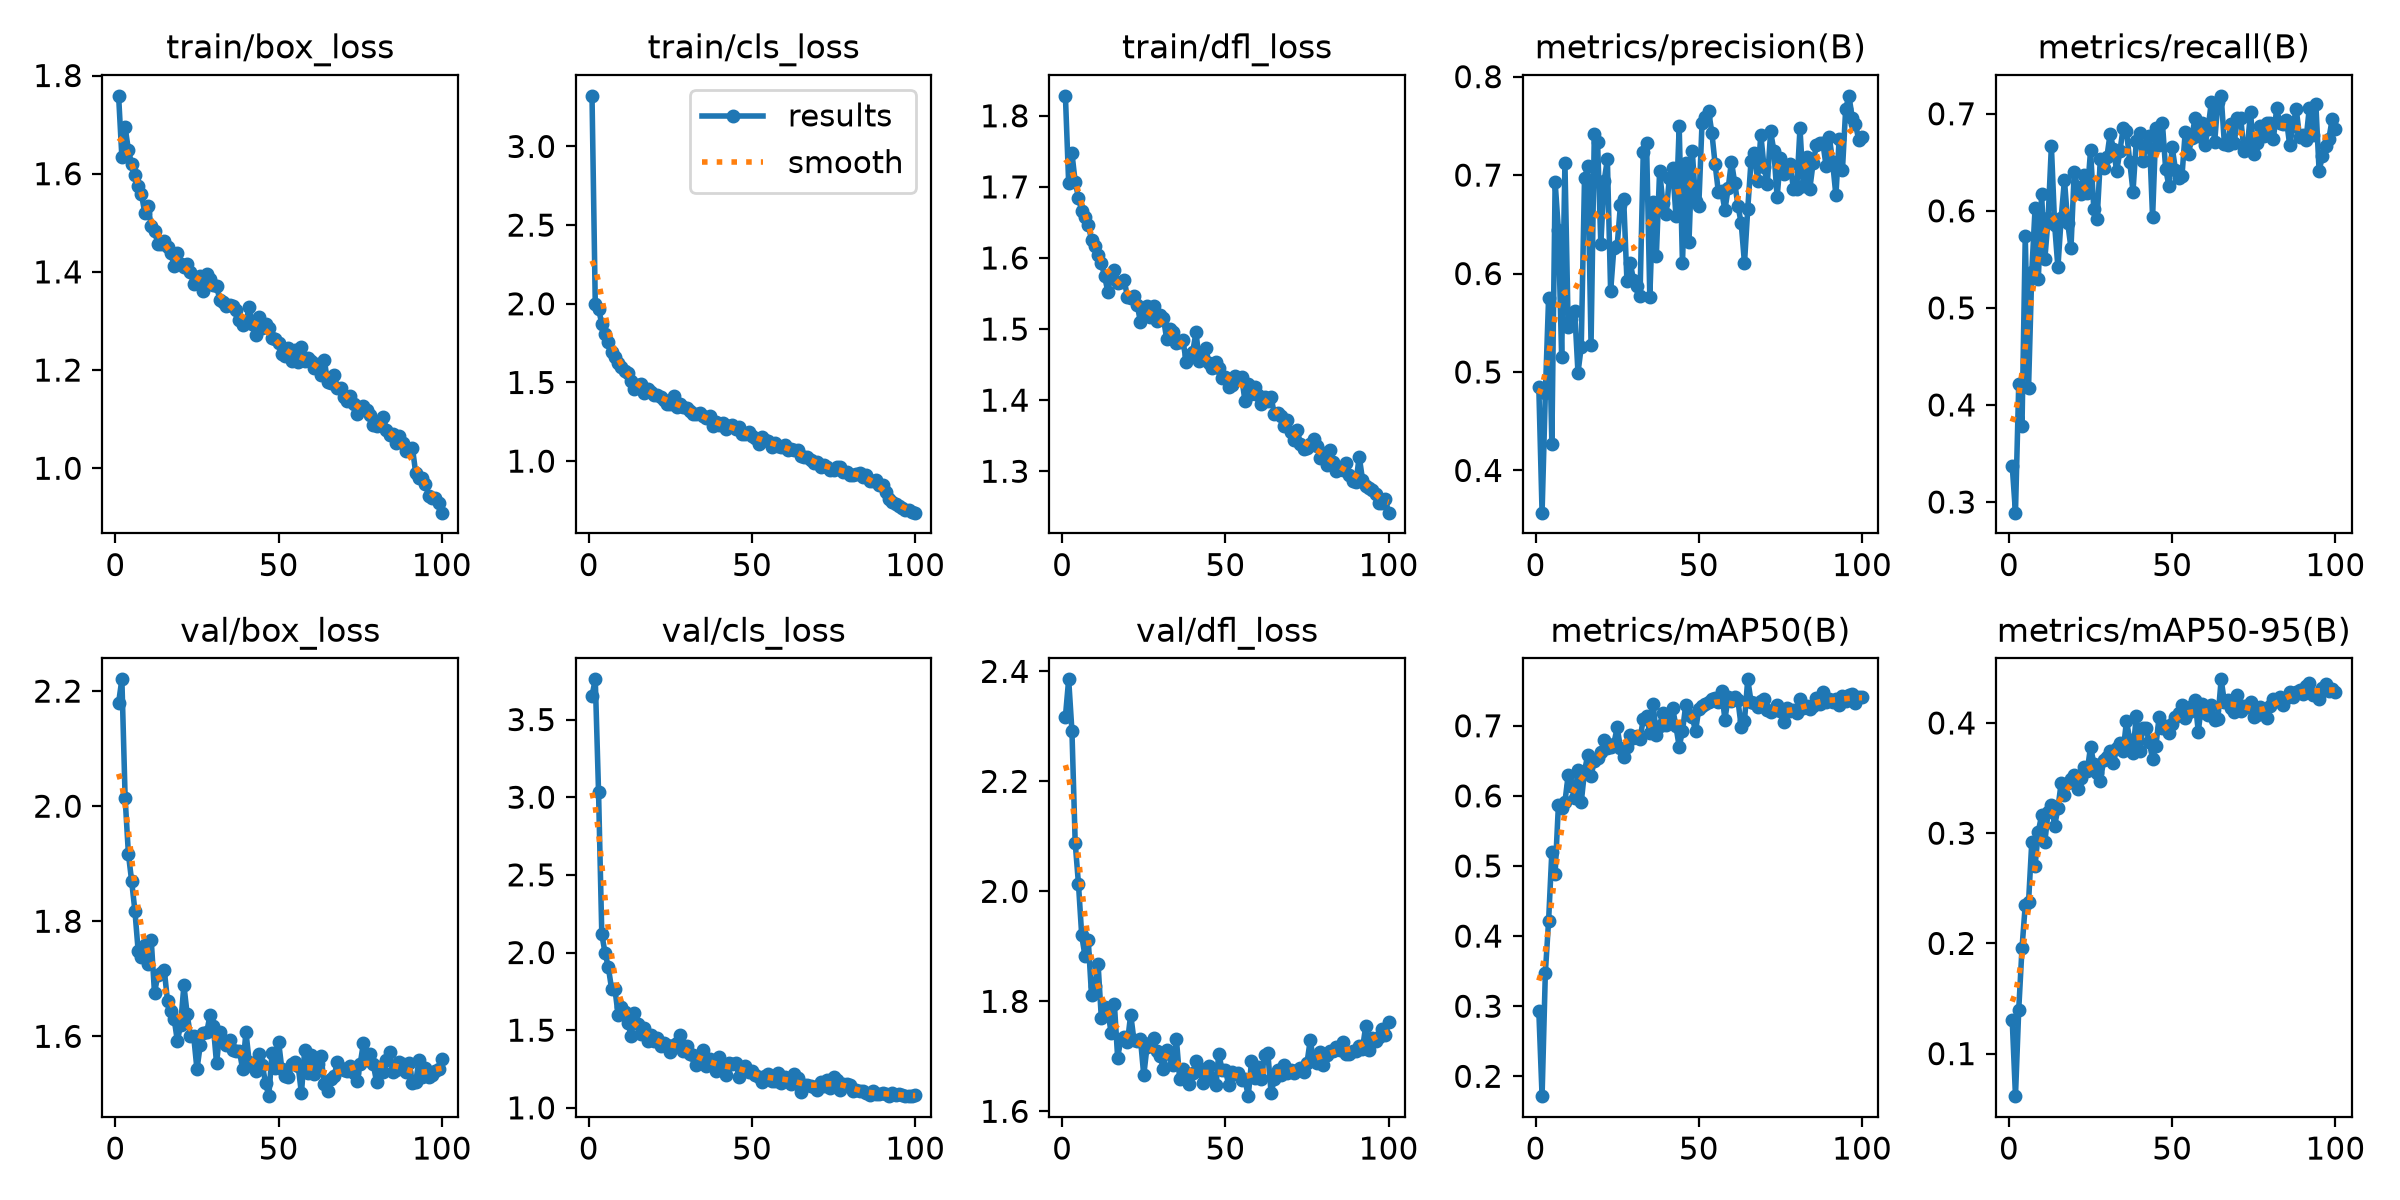 train/box_loss
1.8
1.6
1.4
1.2
1.0
0 50 100
train/cls_loss
results
smooth
3.0
2.5
2.0
1.5
1.0
0 50 100
train/dfl_loss
1.8
1.7
1.6
1.5
1.4
1.3
0 50 100
metrics/precision(B)
0.8
0.7
0.6
0.5
0.4
0 50 100
metrics/recall(B)
0.7
0.6
0.5
0.4
0.3
0 50 100
val/box_loss
2.2
2.0
1.8
1.6
0 50 100
val/cls_loss
3.5
3.0
2.5
2.0
1.5
1.0
0 50 100
val/dfl_loss
2.4
2.2
2.0
1.8
1.6
0 50 100
metrics/mAP50(B)
0.7
0.6
0.5
0.4
0.3
0.2
0 50 100
metrics/mAP50-95(B)
0.4
0.3
0.2
0.1
0 50 100